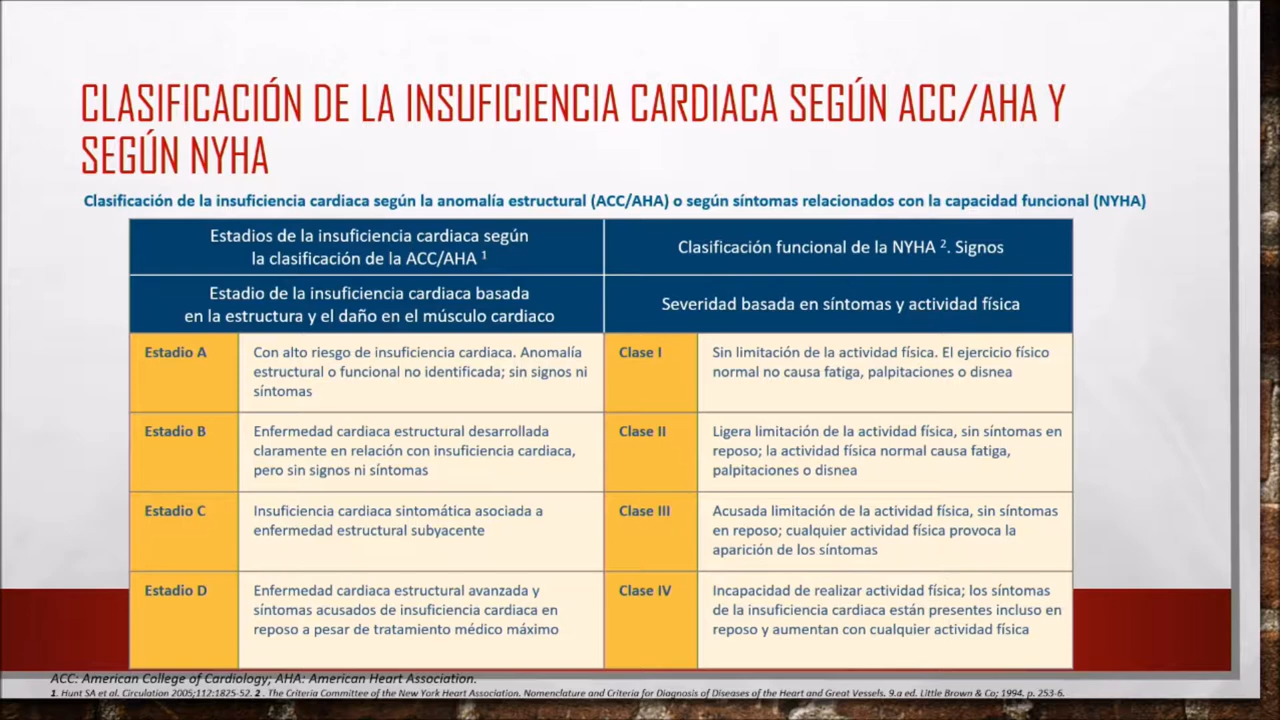 CLASIFICACIÓN DE LA INSUFICIENCIA CARDIACA SEGÚN ACC/AHA Y
SEGÚN NYHA
Clasificación de la insuficiencia cardiaca según la anomalía estructural (ACC/AHA) o según síntomas relacionados con la capacidad funcional (NYHA)
Estadios de la insuficiencia cardiaca según
la clasificación de la ACC/AHA ¹
Clasificación funcional de la NYHA ². Signos
Estadio de la insuficiencia cardiaca basada
en la estructura y el daño en el músculo cardiaco
Severidad basada en síntomas y actividad física
Estadio A
Con alto riesgo de insuficiencia cardiaca. Anomalía
estructural o funcional no identificada; sin signos ni
síntomas
Clase I
Sin limitación de la actividad física. El ejercicio físico
normal no causa fatiga, palpitaciones o disnea
Estadio B
Enfermedad cardiaca estructural desarrollada
claramente en relación con insuficiencia cardiaca,
pero sin signos ni síntomas
Clase II
Ligera limitación de la actividad física, sin síntomas en
reposo; la actividad física normal causa fatiga,
palpitaciones o disnea
Estadio C
Insuficiencia cardiaca sintomática asociada a
enfermedad estructural subyacente
Clase III
Acusada limitación de la actividad física, sin síntomas
en reposo; cualquier actividad física provoca la
aparición de los síntomas
Estadio D
Enfermedad cardiaca estructural avanzada y
síntomas acusados de insuficiencia cardiaca en
reposo a pesar de tratamiento médico máximo
Clase IV
Incapacidad de realizar actividad física; los síntomas
de la insuficiencia cardiaca están presentes incluso en
reposo y aumentan con cualquier actividad física
ACC: American College of Cardiology; AHA: American Heart Association.
1. Hunt SA et al. Circulation 2005;112:1825-52. 2 . The Criteria Committee of the New York Heart Association. Nomenclature and Criteria for Diagnosis of Diseases of the Heart and Great Vessels. 9.a ed. Little Brown & Co; 1994. p. 253-6.